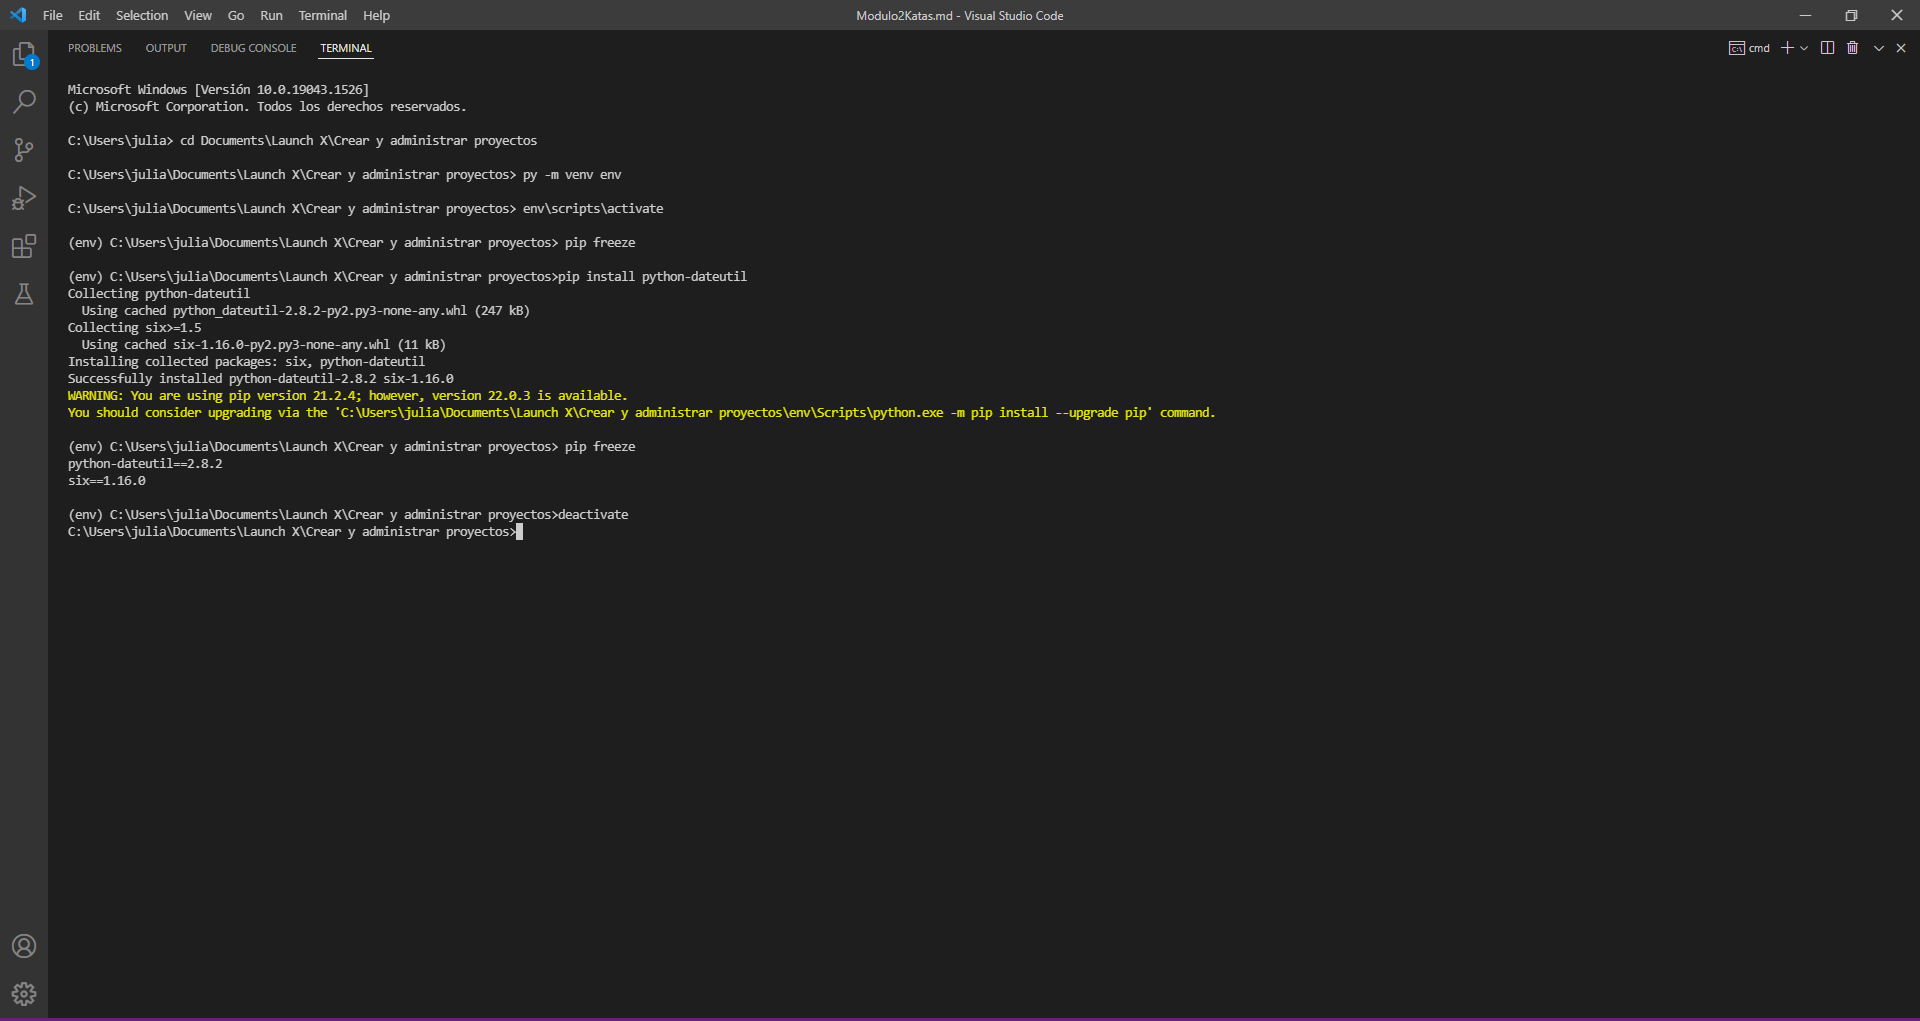 File Edit Selection View Go Run Terminal Help Modulo2Katas.md - Visual Studio Code
PROBLEMS OUTPUT DEBUG CONSOLE TERMINAL cmd
1
Microsoft Windows [Versión 10.0.19043.1526]
(c) Microsoft Corporation. Todos los derechos reservados.
C:\Users\julia> cd Documents\Launch X\Crear y administrar proyectos
C:\Users\julia\Documents\Launch X\Crear y administrar proyectos> py -m venv env
C:\Users\julia\Documents\Launch X\Crear y administrar proyectos> env\scripts\activate
(env) C:\Users\julia\Documents\Launch X\Crear y administrar proyectos> pip freeze
(env) C:\Users\julia\Documents\Launch X\Crear y administrar proyectos>pip install python-dateutil
Collecting python-dateutil
  Using cached python_dateutil-2.8.2-py2.py3-none-any.whl (247 kB)
Collecting six>=1.5
  Using cached six-1.16.0-py2.py3-none-any.whl (11 kB)
Installing collected packages: six, python-dateutil
Successfully installed python-dateutil-2.8.2 six-1.16.0
WARNING: You are using pip version 21.2.4; however, version 22.0.3 is available.
You should consider upgrading via the 'C:\Users\julia\Documents\Launch X\Crear y administrar proyectos\env\Scripts\python.exe -m pip install --upgrade pip' command.
(env) C:\Users\julia\Documents\Launch X\Crear y administrar proyectos> pip freeze
python-dateutil==2.8.2
six==1.16.0
(env) C:\Users\julia\Documents\Launch X\Crear y administrar proyectos>deactivate
C:\Users\julia\Documents\Launch X\Crear y administrar proyectos>